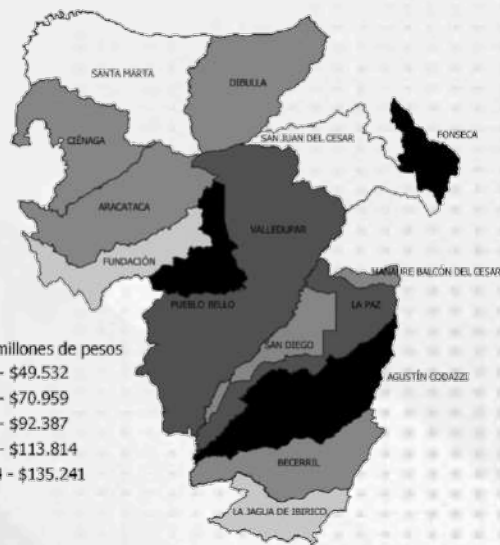 SANTA MARTA
DIBULLA
CIÉNAGA
SAN JUAN DEL CESAR
FONSECA
ARACATACA
VALLEDUPAR
FUNDACIÓN
MANAURE BALCÓN DEL CESAR
PUEBLO BELLO
LA PAZ
SAN DIEGO
AGUSTÍN CODAZZI
BECERRIL
LA JAGUA DE IBIRICO
millones de pesos
- $49.532
- $70.959
- $92.387
- $113.814
- $135.241